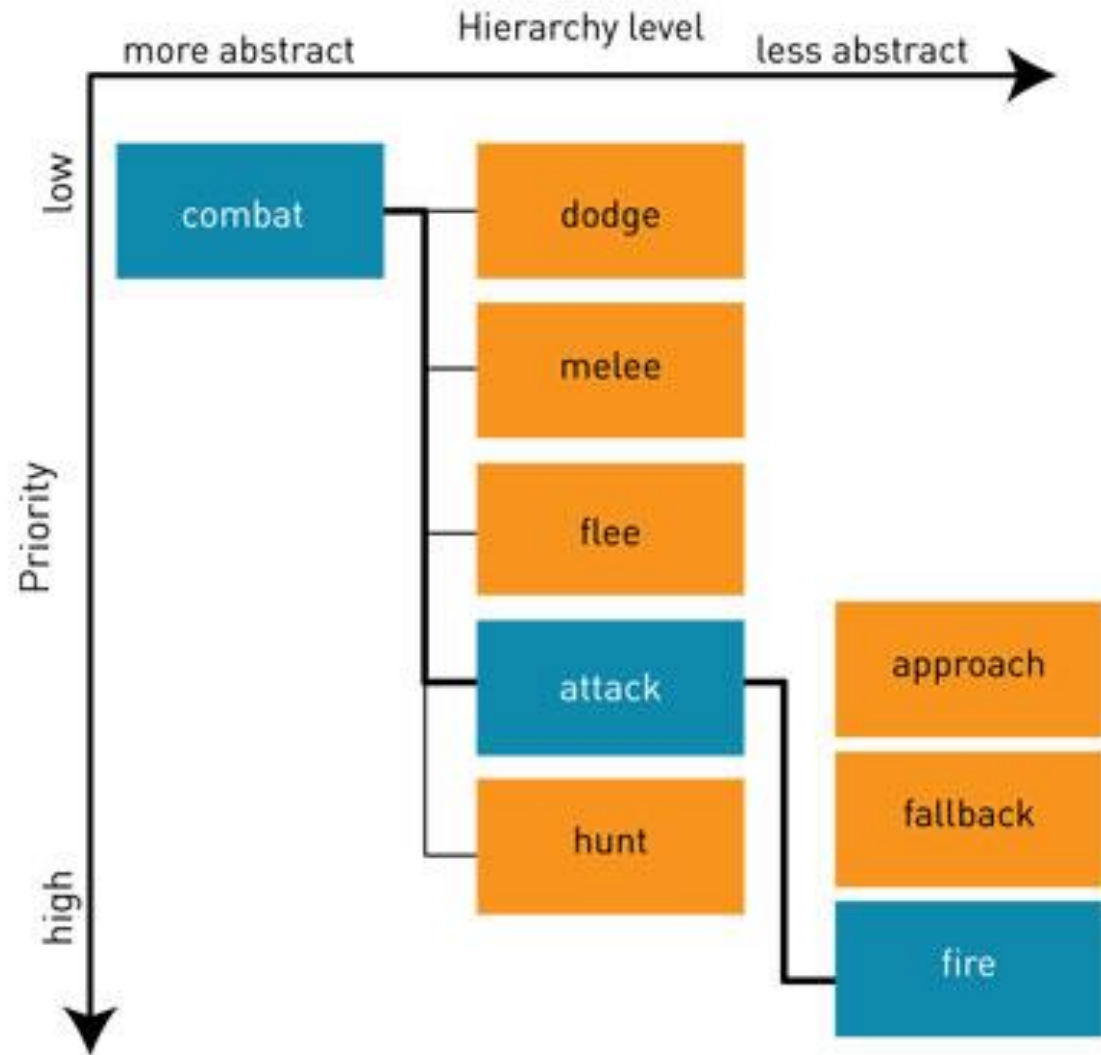 Hierarchy level
more abstract
less abstract
low
Priority
high
combat
dodge
melee
flee
attack
hunt
approach
fallback
fire